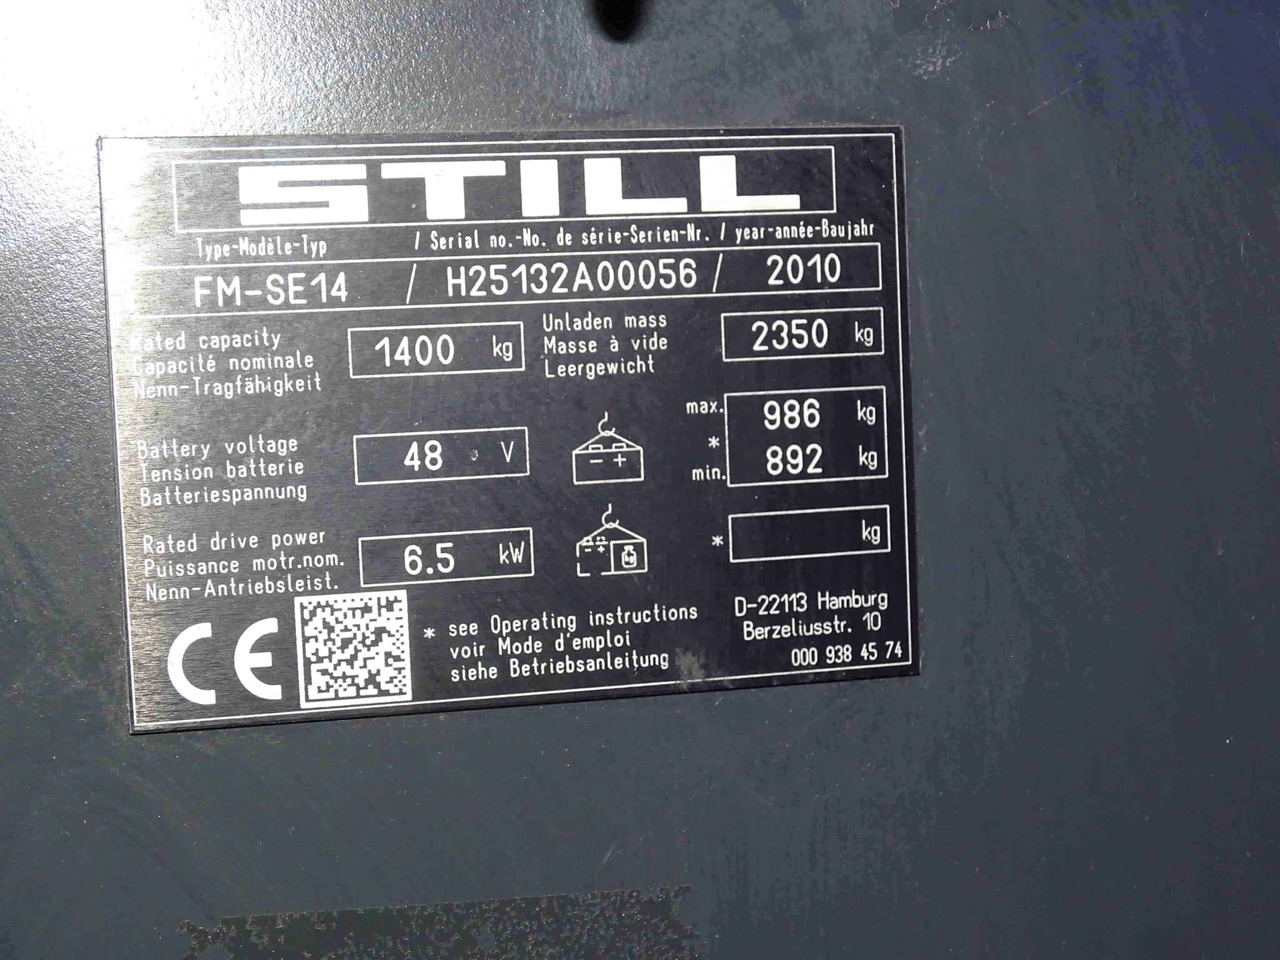 STILL
Type-Modèle-Typ / Serial no.-No. de série-Serien-Nr. / year-année-Baujahr
FM-SE14 / H25132A00056 / 2010
Rated capacity
Capacité nominale
Nenn-Tragfähigkeit
1400 kg
Unladen mass
Masse à vide
Leergewicht
2350 kg
Battery voltage
Tension batterie
Batteriespannung
48 V
- +
max. 986 kg
*
min. 892 kg
Rated drive power
Puissance motr.nom.
Nenn-Antriebsleist.
6.5 kW
- +
kg
* kg
CE
* see Operating instructions
voir Mode d'emploi
siehe Betriebsanleitung
D-22113 Hamburg
Berzeliusstr. 10
000 938 45 74